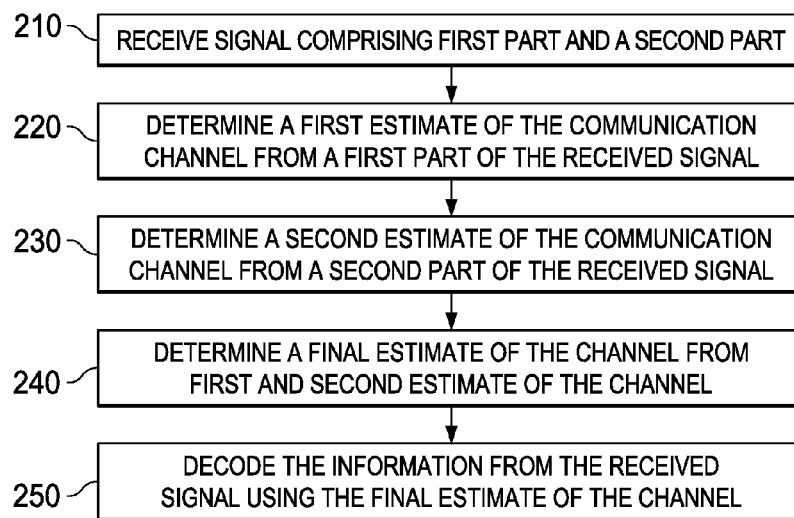 210
RECEIVE SIGNAL COMPRISING FIRST PART AND A SECOND PART
220
DETERMINE A FIRST ESTIMATE OF THE COMMUNICATION
CHANNEL FROM A FIRST PART OF THE RECEIVED SIGNAL
230
DETERMINE A SECOND ESTIMATE OF THE COMMUNICATION
CHANNEL FROM A SECOND PART OF THE RECEIVED SIGNAL
240
DETERMINE A FINAL ESTIMATE OF THE CHANNEL FROM
FIRST AND SECOND ESTIMATE OF THE CHANNEL
250
DECODE THE INFORMATION FROM THE RECEIVED
SIGNAL USING THE FINAL ESTIMATE OF THE CHANNEL